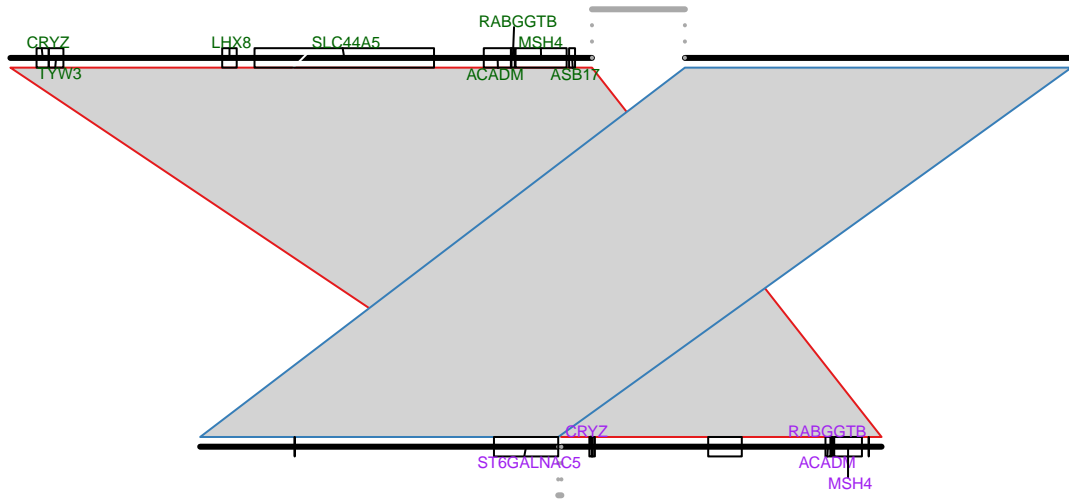 RABGGTB
CRYZ LHX8 SLC44A5 MSH4
TYW3 ACADM ASB17
CRYZ RABGGTB
ST6GALNAC5 ACADM
MSH4